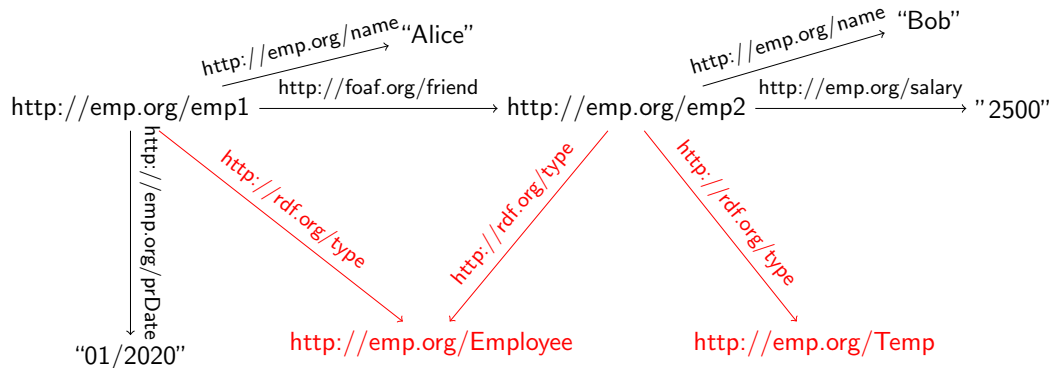 http://emp.org/name
“Alice”
http://emp.org/name
“Bob”
http://emp.org/emp1
http://foaf.org/friend
http://emp.org/emp2
http://emp.org/salary
”2500”
http://emp.org/prDate
http://rdf.org/type
http://rdf.org/type
http://rdf.org/type
“01/2020”
http://emp.org/Employee
http://emp.org/Temp